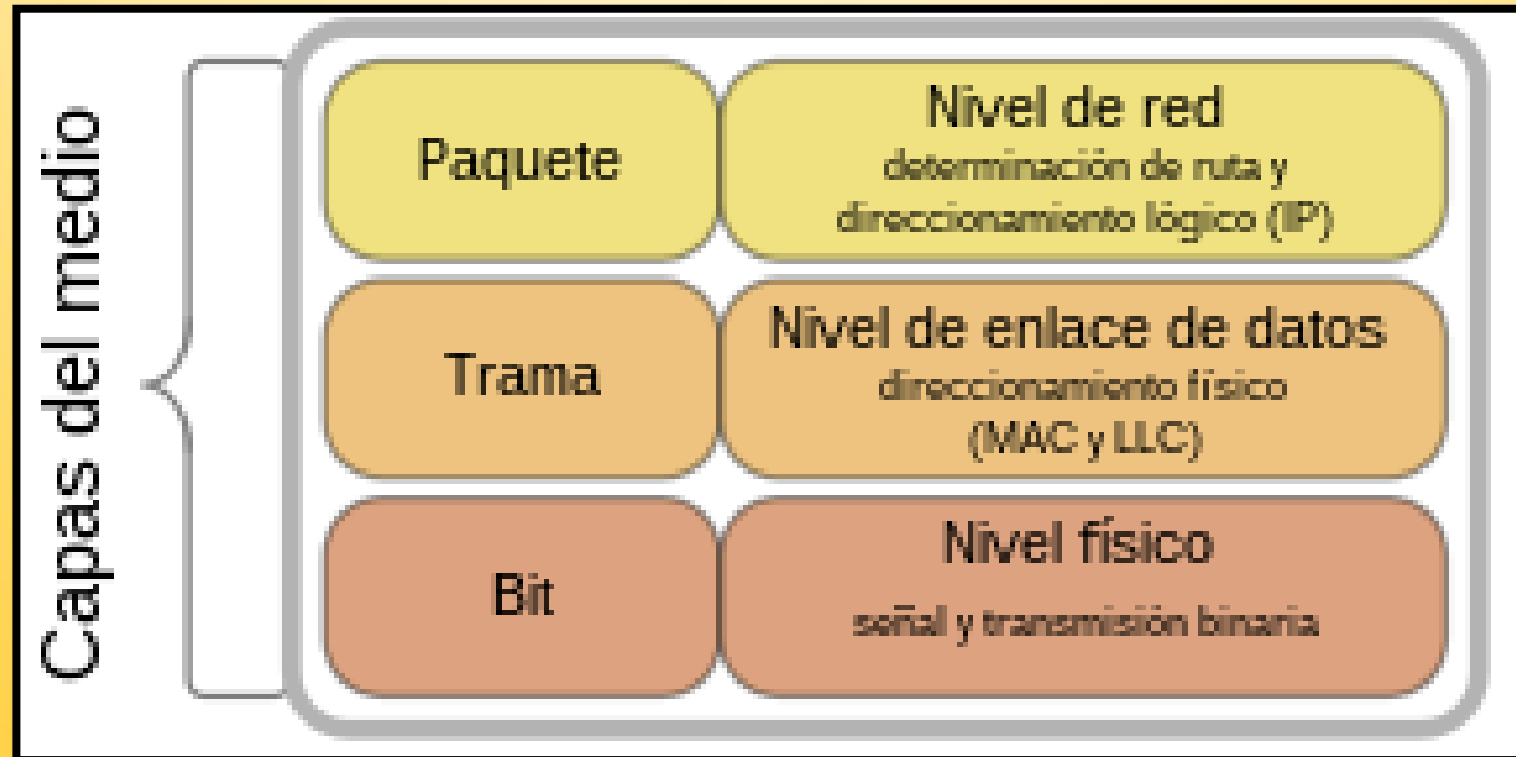 Capas del medio
Paquete
Nivel de red
determinación de ruta y
direccionamiento lógico (IP)
Trama
Nivel de enlace de datos
direccionamiento físico
(MAC y LLC)
Bit
Nivel físico
señal y transmisión binaria